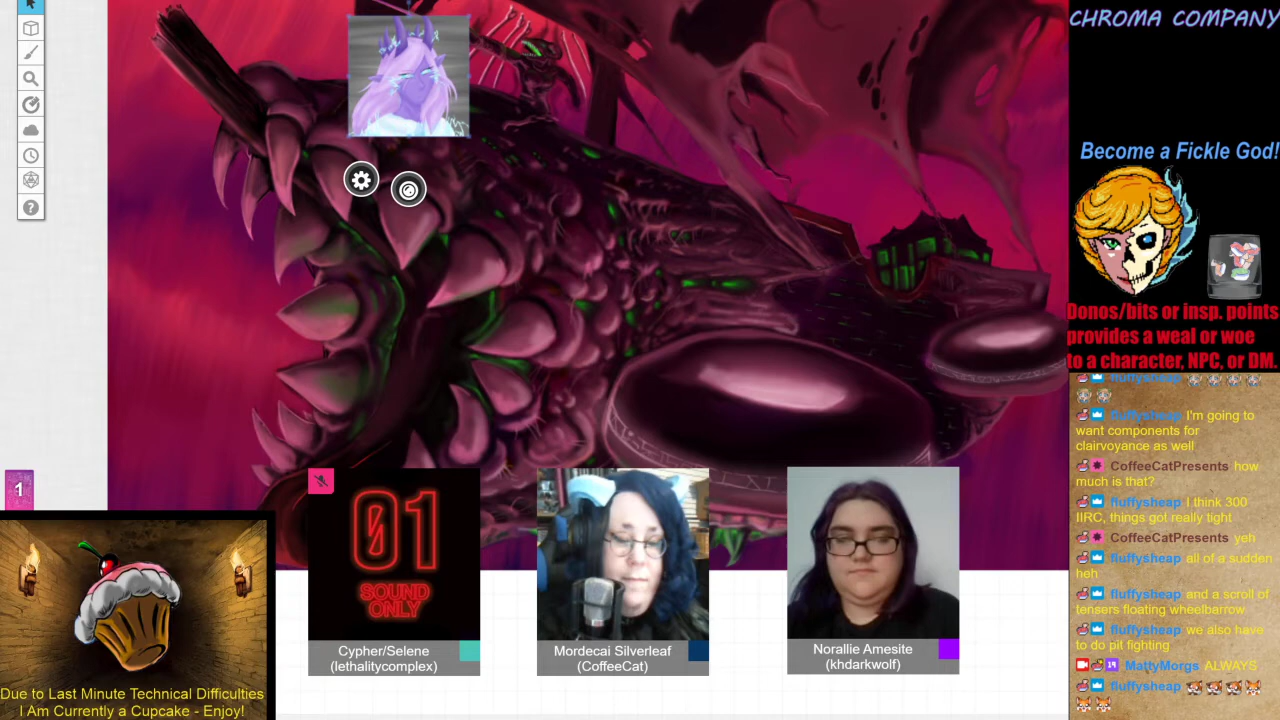 CHROMA COMPANY
Become a Fickle God!
Donos/bits or insp. points
provides a weal or woe
to a character, NPC, or DM.
fluffysheap
fluffysheap I'm going to
want components for
clairvoyance as well
CoffeeCatPresents how
much is that?
fluffysheap I think 300
IIRC, things got really tight
CoffeeCatPresents yeh
fluffysheap all of a sudden
heh
fluffysheap and a scroll of
tensers floating wheelbarrow
fluffysheap we also have
to do pit fighting
14 MattyMorgs ALWAYS
fluffysheap
1
01
SOUND
ONLY
Cypher/Selene
(lethalitycomplex)
Mordecai Silverleaf
(CoffeeCat)
Norallie Amesite
(khdarkwolf)
Due to Last Minute Technical Difficulties
I Am Currently a Cupcake - Enjoy!